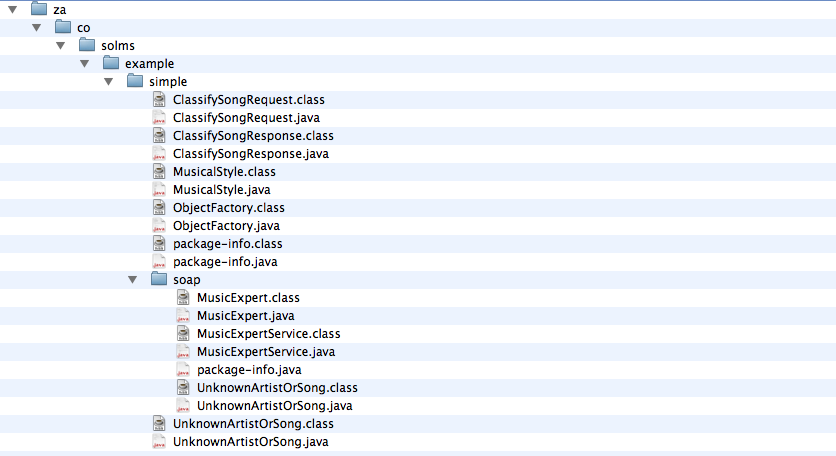 za
co
solms
example
simple
ClassifySongRequest.class
ClassifySongRequest.java
ClassifySongResponse.class
ClassifySongResponse.java
MusicalStyle.class
MusicalStyle.java
ObjectFactory.class
ObjectFactory.java
package-info.class
package-info.java
soap
MusicExpert.class
MusicExpert.java
MusicExpertService.class
MusicExpertService.java
package-info.java
UnknownArtistOrSong.class
UnknownArtistOrSong.java
UnknownArtistOrSong.class
UnknownArtistOrSong.java